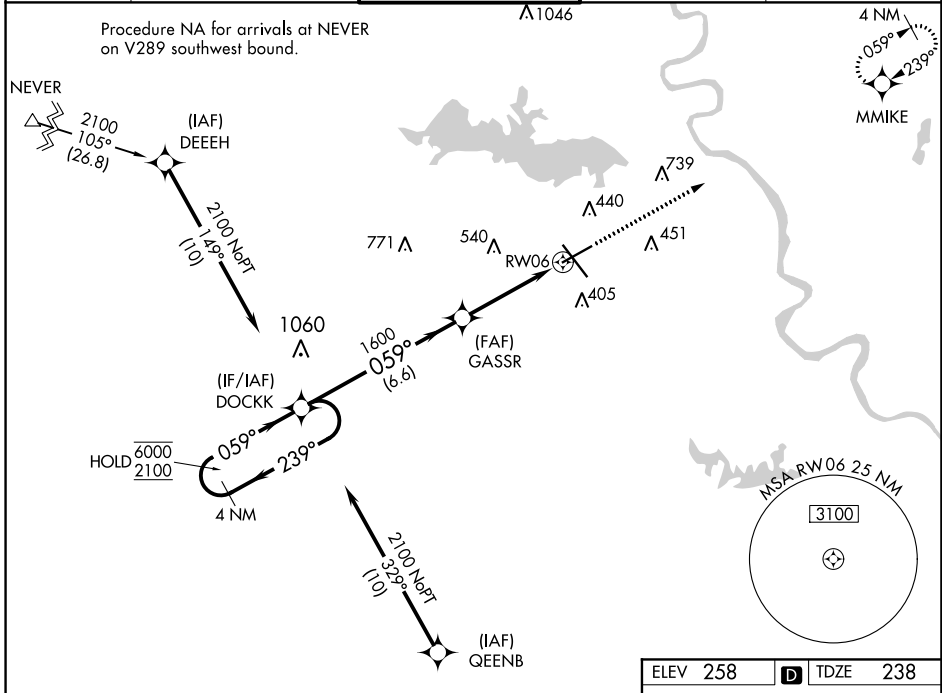 Procedure NA for arrivals at NEVER
on V289 southwest bound.
1046
4 NM
059°
239°
MMIKE
NEVER
2100
105°
(26.8)
(IAF)
DEEEH
2100 NoPT
149°
(10)
739
440
771
540
451
RW06
405
1060
1600
059°
(6.6)
(FAF)
GASSR
(IF/IAF)
DOCKK
059°
239°
HOLD 6000
2100
4 NM
MSA RW06 25 NM
3100
2100 NoPT
329°
(10)
(IAF)
QEENB
ELEV 258 D TDZE 238